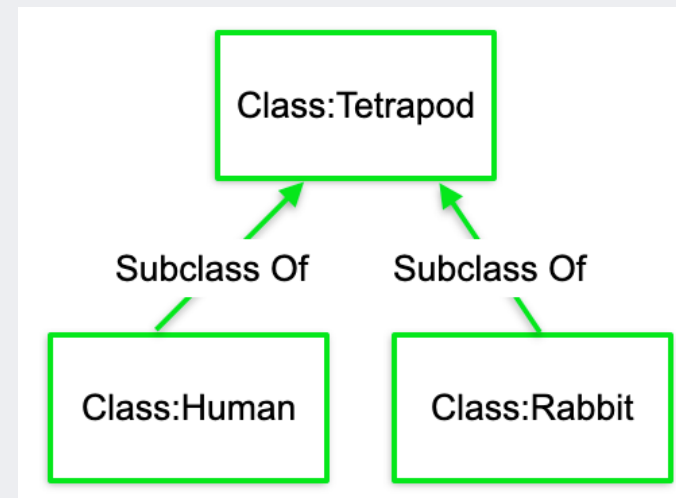 Class:Tetrapod
Subclass Of
Subclass Of
Class:Human
Class:Rabbit